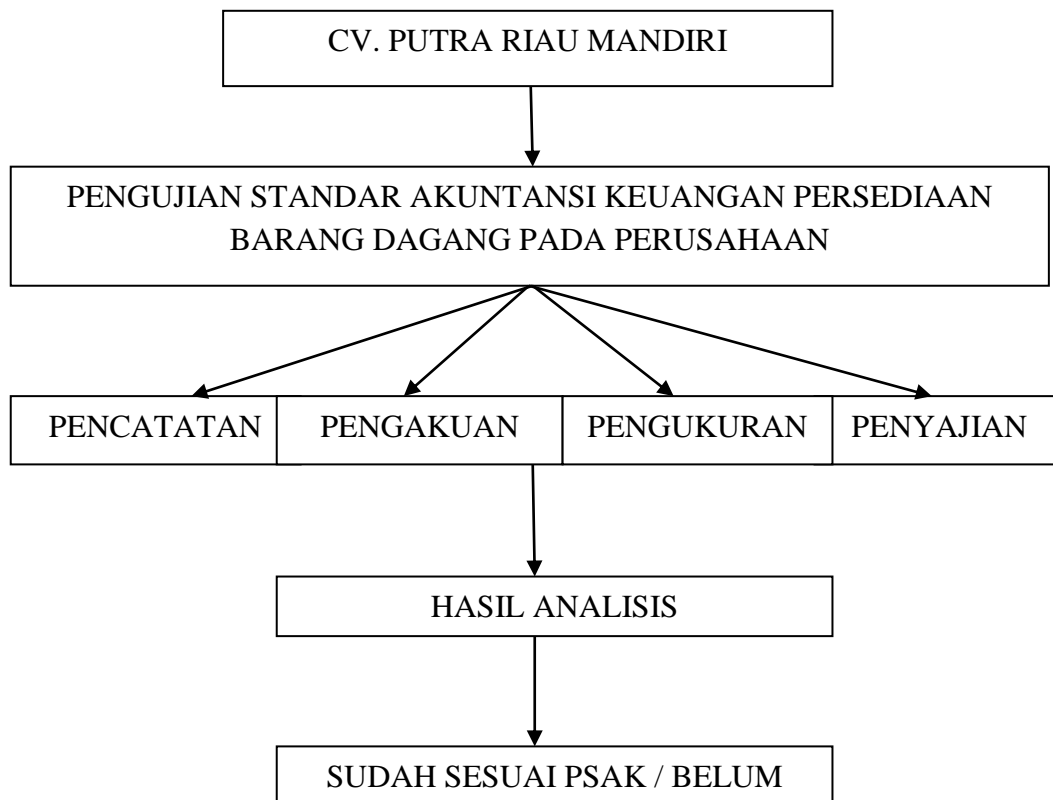 CV. PUTRA RIAU MANDIRI
PENGUJIAN STANDAR AKUNTANSI KEUANGAN PERSEDIAAN
BARANG DAGANG PADA PERUSAHAAN
PENCATATAN
PENGAKUAN
PENGUKURAN
PENYAJIAN
HASIL ANALISIS
SUDAH SESUAI PSAK / BELUM